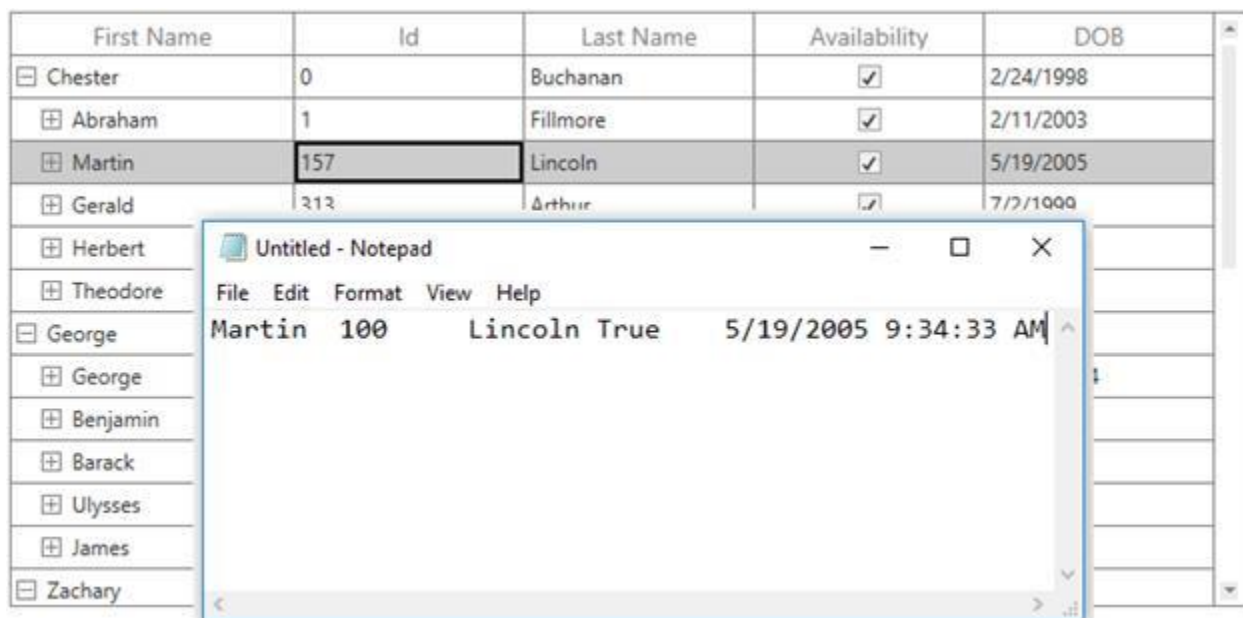 First Name Id Last Name Availability DOB
Chester 0 Buchanan 2/24/1998
Abraham 1 Fillmore 2/11/2003
Martin 157 Lincoln 5/19/2005
Gerald 313 Arthur 7/2/1999
Herbert
Untitled - Notepad
Theodore
File Edit Format View Help
George
Martin 100 Lincoln True 5/19/2005 9:34:33 AM
George
Benjamin
Barack
Ulysses
James
Zachary